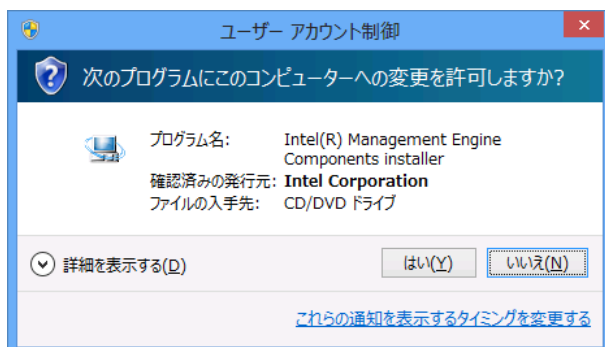 ユーザー アカウント制御
次のプログラムにこのコンピューターへの変更を許可しますか?
プログラム名: Intel(R) Management Engine
Components installer
確認済みの発行元: Intel Corporation
ファイルの入手先: CD/DVD ドライブ
詳細を表示する(D) はい(Y) いいえ(N)
これらの通知を表示するタイミングを変更する